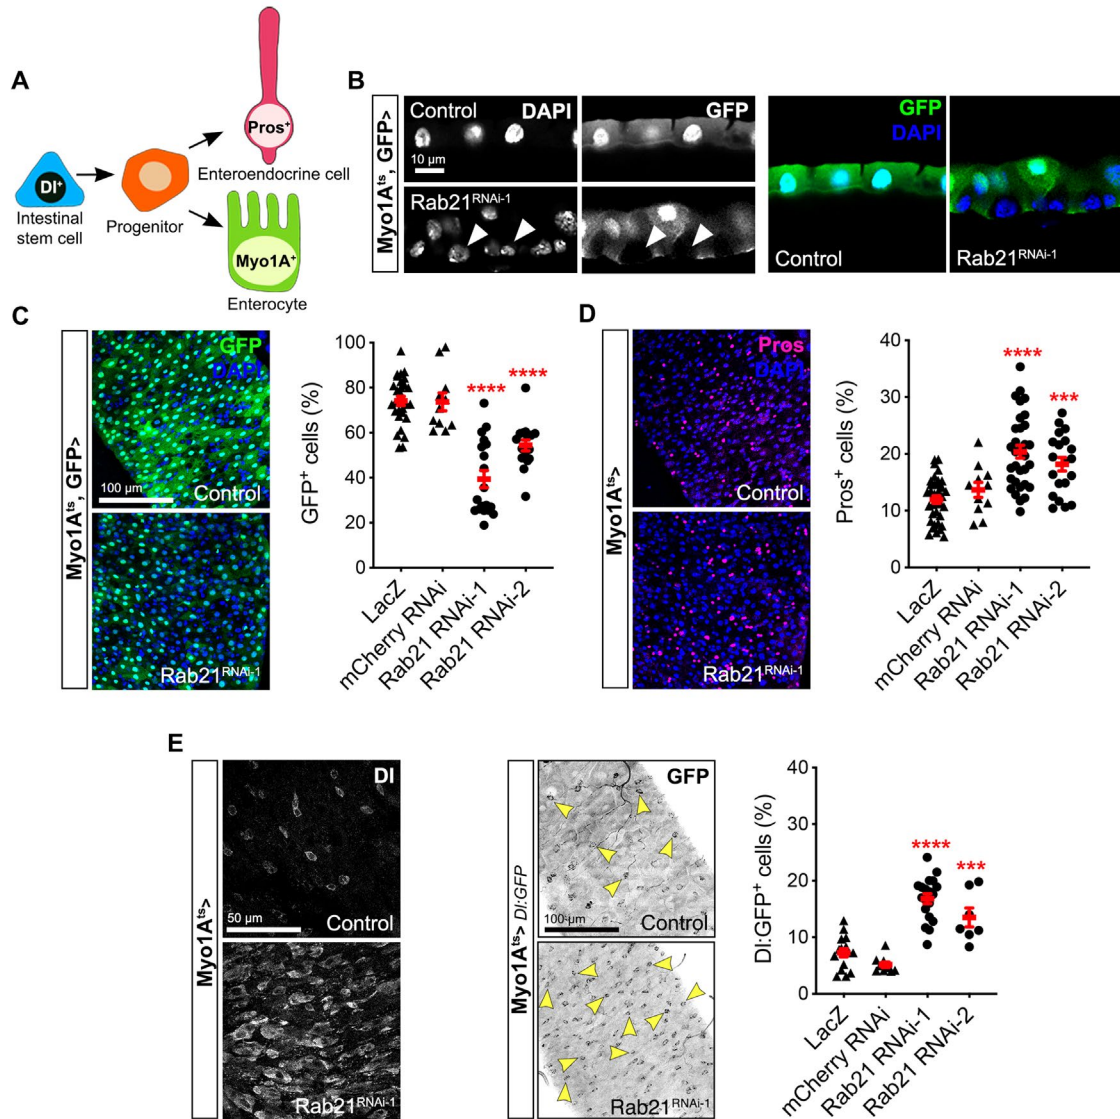 A
Dl⁺
Intestinal
stem cell
Progenitor
Pros⁺
Enteroendocrine cell
Myo1A⁺
Enterocyte
B
Myo1Aᵗˢ, GFP>
Control
DAPI
GFP
10 µm
Rab21ᴿᴺᴬⁱ⁻¹
GFP
DAPI
Control
Rab21ᴿᴺᴬⁱ⁻¹
C
Myo1Aᵗˢ, GFP>
GFP
DAPI
100 µm
Control
Rab21ᴿᴺᴬⁱ⁻¹
GFP⁺ cells (%)
100
80
60
40
20
0
****
****
LacZ
mCherry RNAi
Rab21 RNAi-1
Rab21 RNAi-2
D
Myo1Aᵗˢ>
Pros
DAPI
Control
Rab21ᴿᴺᴬⁱ⁻¹
Pros⁺ cells (%)
40
30
20
10
0
****
***
LacZ
mCherry RNAi
Rab21 RNAi-1
Rab21 RNAi-2
E
Myo1Aᵗˢ>
Dl
50 µm
Control
Rab21ᴿᴺᴬⁱ⁻¹
Myo1Aᵗˢ> Dl:GFP
GFP
100 µm
Control
Rab21ᴿᴺᴬⁱ⁻¹
Dl:GFP⁺ cells (%)
40
30
20
10
0
****
***
LacZ
mCherry RNAi
Rab21 RNAi-1
Rab21 RNAi-2